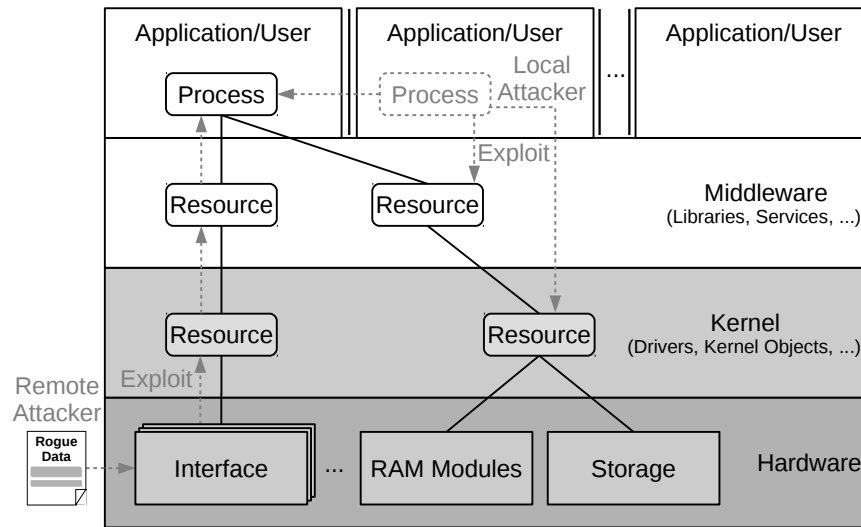 Application/User
Application/User
Application/User
Process
Process
Local
Attacker
...
Exploit
Resource
Resource
Middleware
(Libraries, Services, ...)
Resource
Resource
Kernel
(Drivers, Kernel Objects, ...)
Remote
Attacker
Exploit
Rogue
Data
Interface
...
RAM Modules
Storage
Hardware